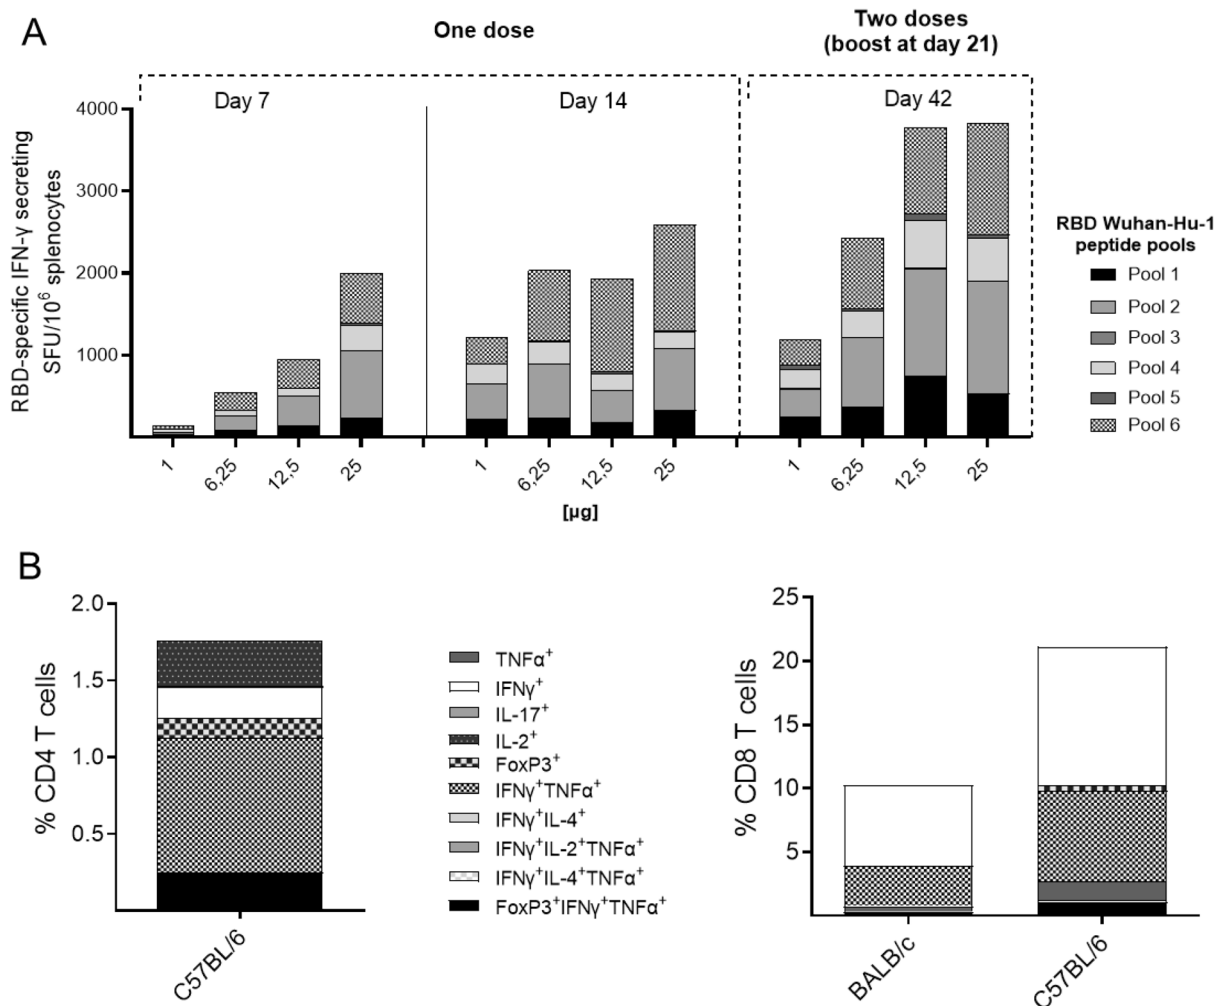 A
One dose
Two doses
(boost at day 21)
Day 7
Day 14
Day 42
RBD-specific IFN-γ secreting
SFU/10⁶ splenocytes
4000
3000
2000
1000
1
6,25
12,5
25
1
6,25
12,5
25
1
6,25
12,5
25
[µg]
RBD Wuhan-Hu-1
peptide pools
Pool 1
Pool 2
Pool 3
Pool 4
Pool 5
Pool 6
B
% CD4 T cells
2.0
1.5
1.0
0.5
C57BL/6
TNFα⁺
IFNγ⁺
IL-17⁺
IL-2⁺
FoxP3⁺
IFNγ⁺TNFα⁺
IFNγ⁺IL-4⁺
IFNγ⁺IL-2⁺TNFα⁺
IFNγ⁺IL-4⁺TNFα⁺
FoxP3⁺IFNγ⁺TNFα⁺
% CD8 T cells
25
20
15
10
5
BALB/c
C57BL/6